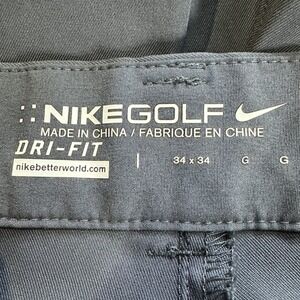 NIKEGOLF
MADE IN CHINA / FABRIQUE EN CHINE
DRI-FIT | 34 x 34 G G
nikebetterworld.com